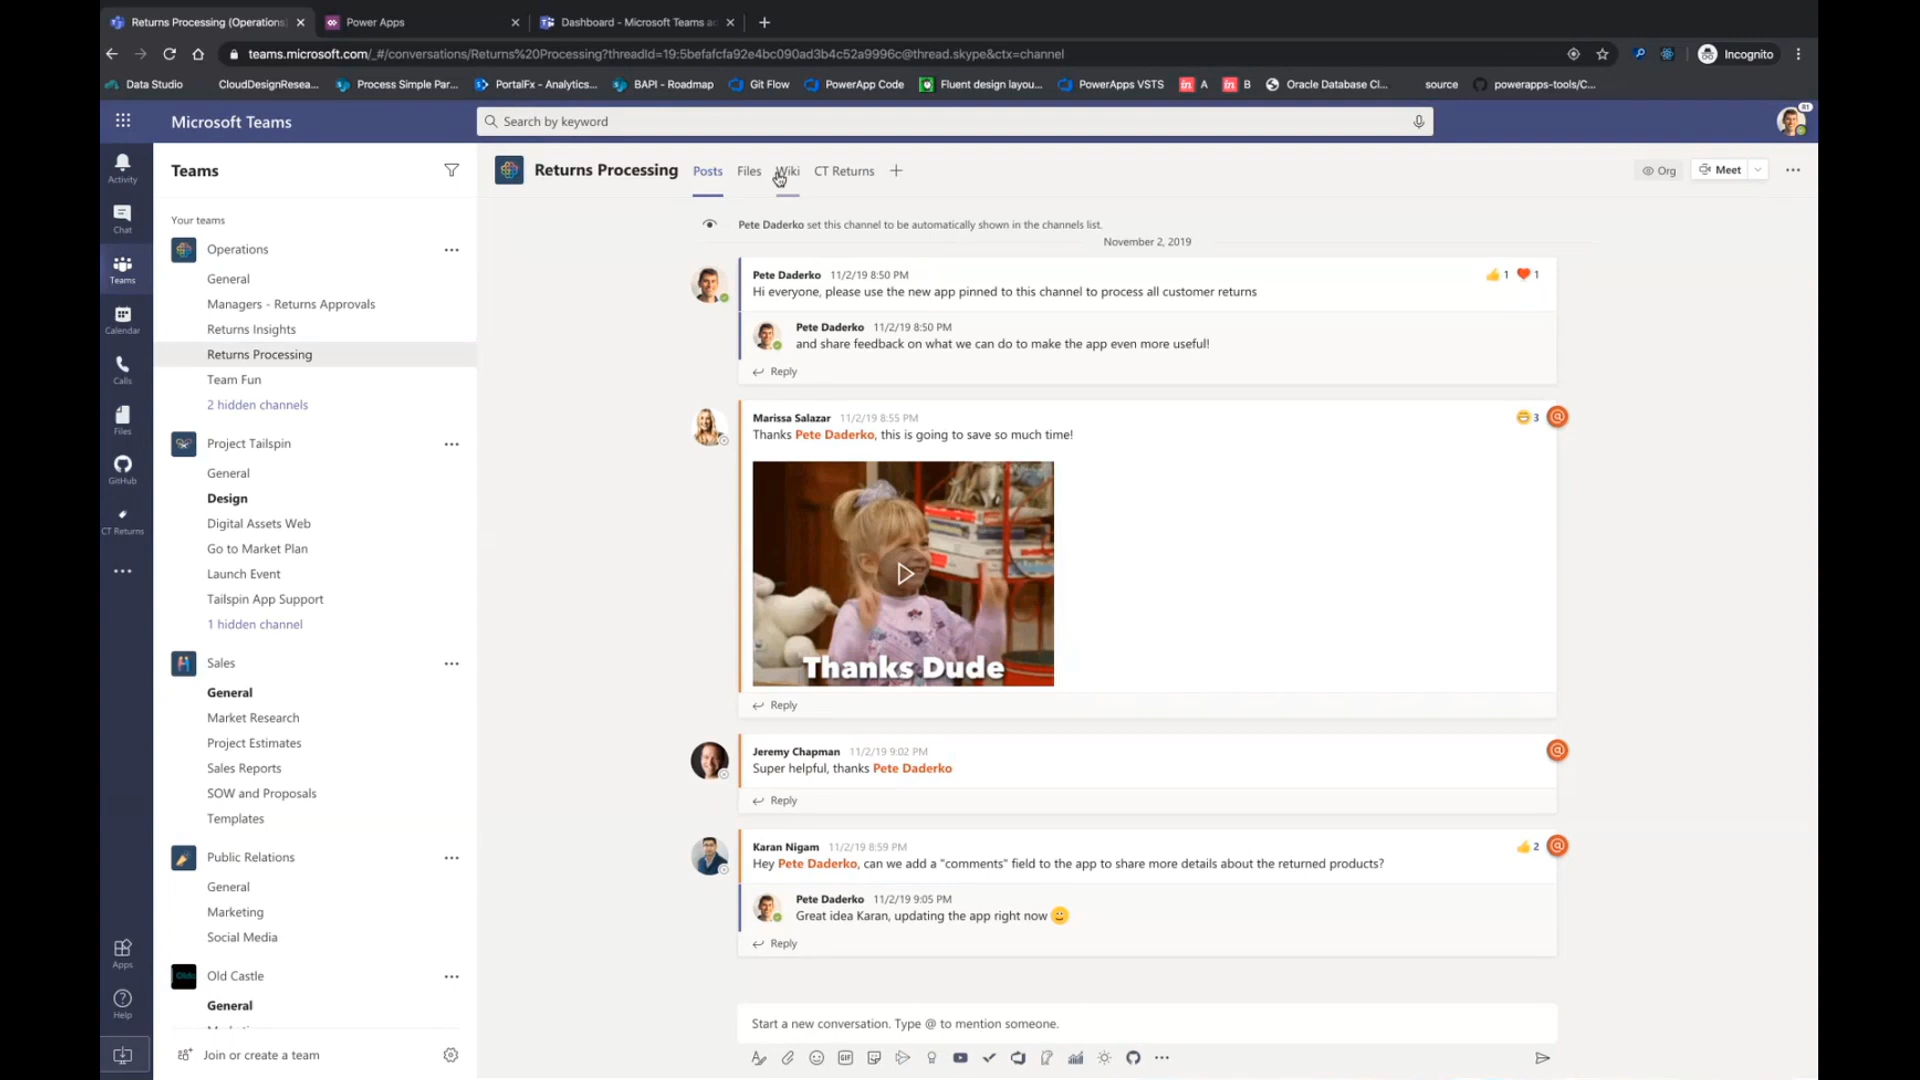 Returns Processing (Operations)
Power Apps
Dashboard - Microsoft Teams ad
teams.microsoft.com/_#/conversations/Returns%20Processing?threadId=19:5befafcfa92e4bc090ad3b4c52a9996c@thread.skype&ctx=channel
Incognito
Data Studio
CloudDesignResea...
Process Simple Par...
PortalFx - Analytics...
BAPI - Roadmap
Git Flow
PowerApp Code
Fluent design layou...
PowerApps VSTS
A
B
Oracle Database Cl...
source
powerapps-tools/C...
Microsoft Teams
Search by keyword
81
Activity
Chat
Teams
Calendar
Calls
Files
GitHub
CT Returns
Apps
Help
Teams
Your teams
Operations
General
Managers - Returns Approvals
Returns Insights
Returns Processing
Team Fun
2 hidden channels
Project Tailspin
General
Design
Digital Assets Web
Go to Market Plan
Launch Event
Tailspin App Support
1 hidden channel
Sales
General
Market Research
Project Estimates
Sales Reports
SOW and Proposals
Templates
Public Relations
General
Marketing
Social Media
Old Castle
General
Join or create a team
Returns Processing
Posts
Files
Wiki
CT Returns
Org
Meet
Pete Daderko set this channel to be automatically shown in the channels list.
November 2, 2019
Pete Daderko 11/2/19 8:50 PM
1 1
Hi everyone, please use the new app pinned to this channel to process all customer returns
Pete Daderko 11/2/19 8:50 PM
and share feedback on what we can do to make the app even more useful!
Reply
Marissa Salazar 11/2/19 8:55 PM
3
Thanks Pete Daderko, this is going to save so much time!
Thanks Dude
Reply
Jeremy Chapman 11/2/19 9:02 PM
Super helpful, thanks Pete Daderko
Reply
Karan Nigam 11/2/19 8:59 PM
2
Hey Pete Daderko, can we add a "comments" field to the app to share more details about the returned products?
Pete Daderko 11/2/19 9:05 PM
Great idea Karan, updating the app right now
Reply
Start a new conversation. Type @ to mention someone.
GIF